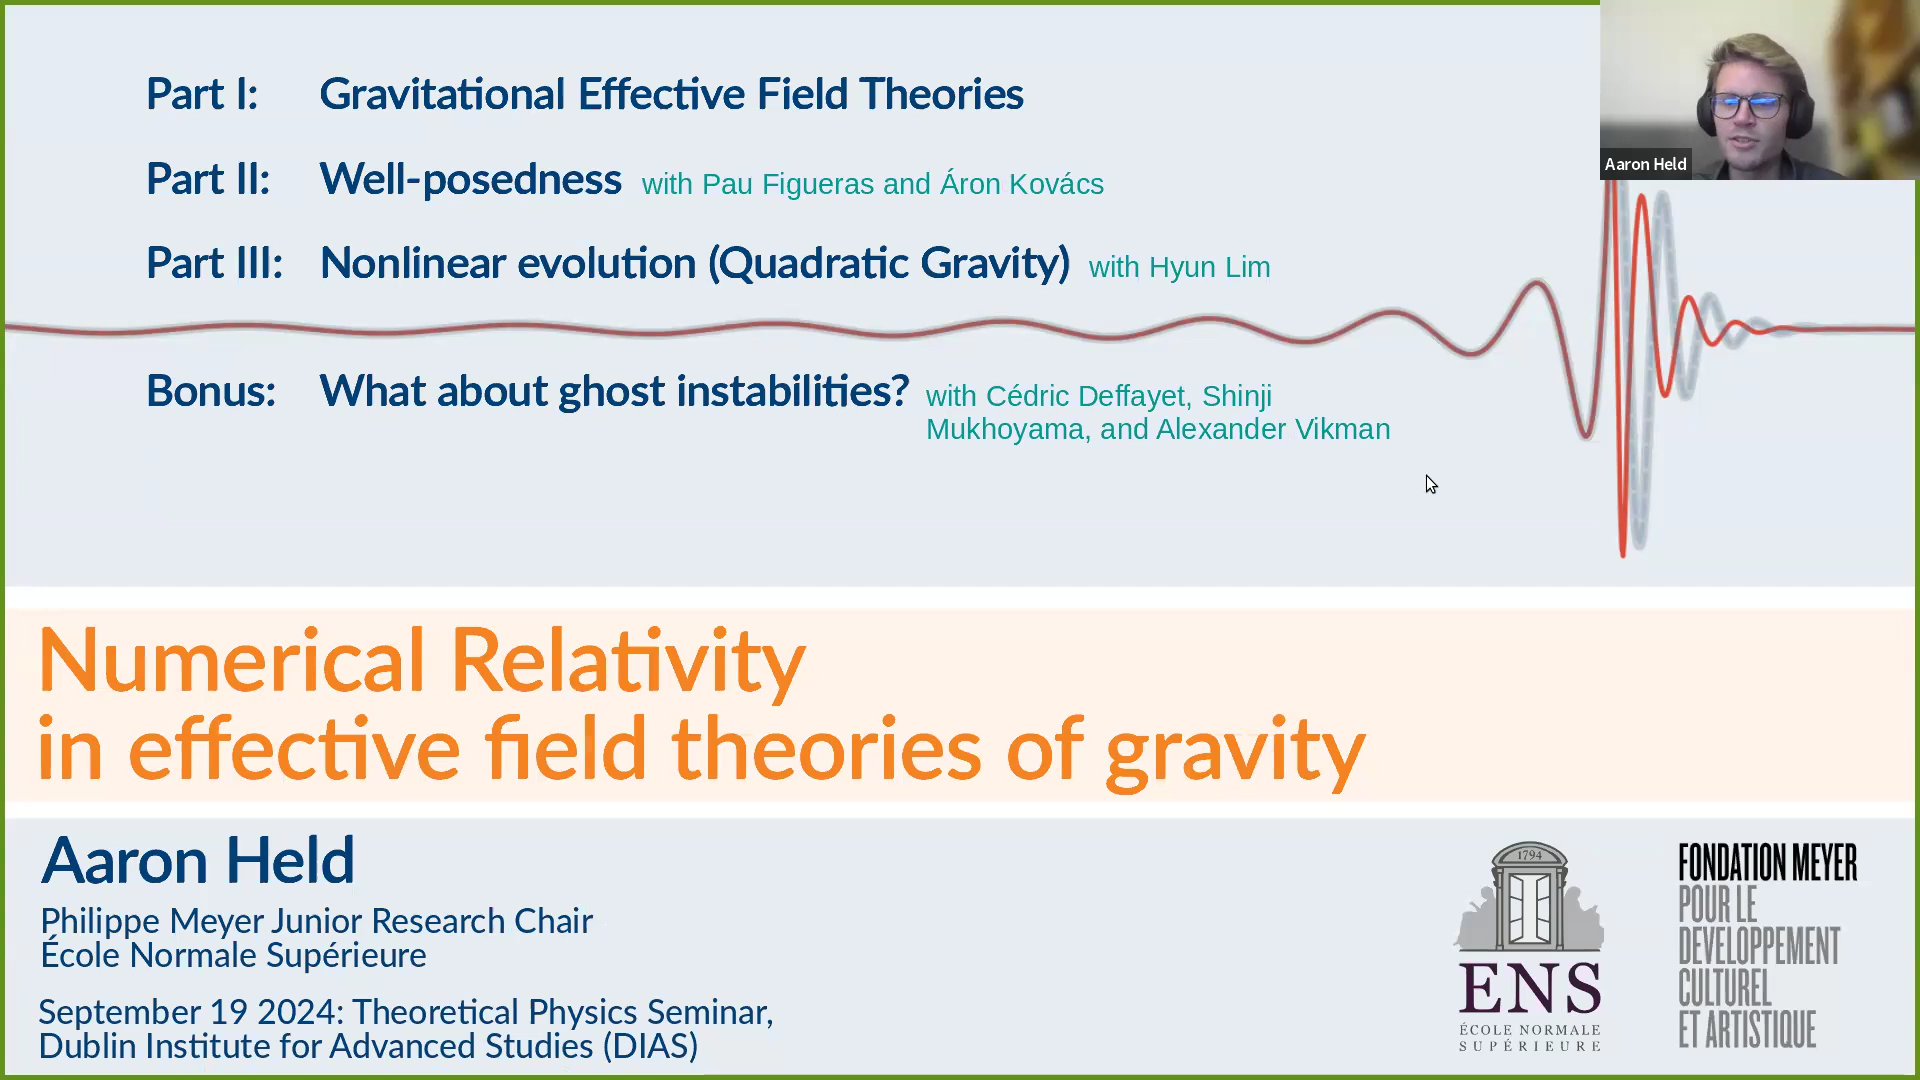 Part I: Gravitational Effective Field Theories
Part II: Well-posedness with Pau Figueras and Áron Kovács
Part III: Nonlinear evolution (Quadratic Gravity) with Hyun Lim
Bonus: What about ghost instabilities? with Cédric Deffayet, Shinji
Mukhoyama, and Alexander Vikman
Aaron Held
Numerical Relativity
in effective field theories of gravity
Aaron Held
Philippe Meyer Junior Research Chair
École Normale Supérieure
September 19 2024: Theoretical Physics Seminar,
Dublin Institute for Advanced Studies (DIAS)
1794
ENS
ÉCOLE NORMALE
SUPÉRIEURE
FONDATION MEYER
POUR LE
DEVELOPPEMENT
CULTUREL
ET ARTISTIQUE